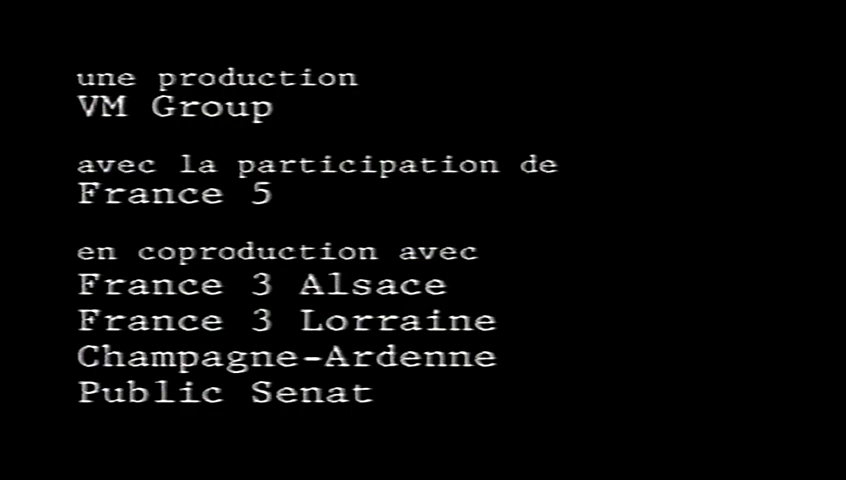 une production
VM Group
avec la participation de
France 5
en coproduction avec
France 3 Alsace
France 3 Lorraine
Champagne-Ardenne
Public Senat